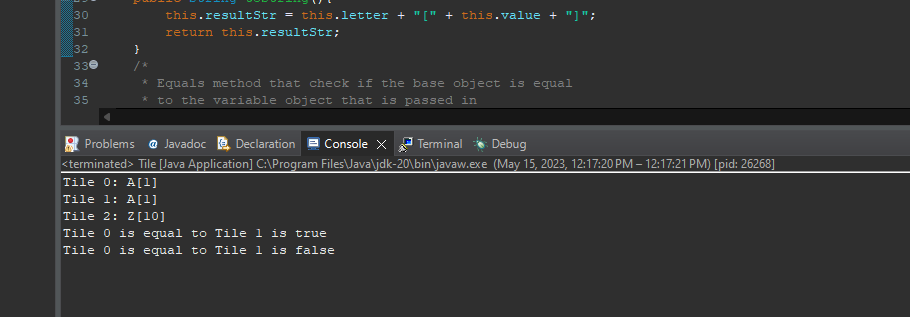 30 this.resultStr = this.letter + "[" + this.value + "]";
31 return this.resultStr;
32 }
33 /*
34 * Equals method that check if the base object is equal
35 * to the variable object that is passed in
Problems Javadoc Declaration Console Terminal Debug
<terminated> Tile [Java Application] C:\Program Files\Java\jdk-20\bin\javaw.exe (May 15, 2023, 12:17:20 PM – 12:17:21 PM) [pid: 26268]
Tile 0: A[1]
Tile 1: A[1]
Tile 2: Z[10]
Tile 0 is equal to Tile 1 is true
Tile 0 is equal to Tile 1 is false